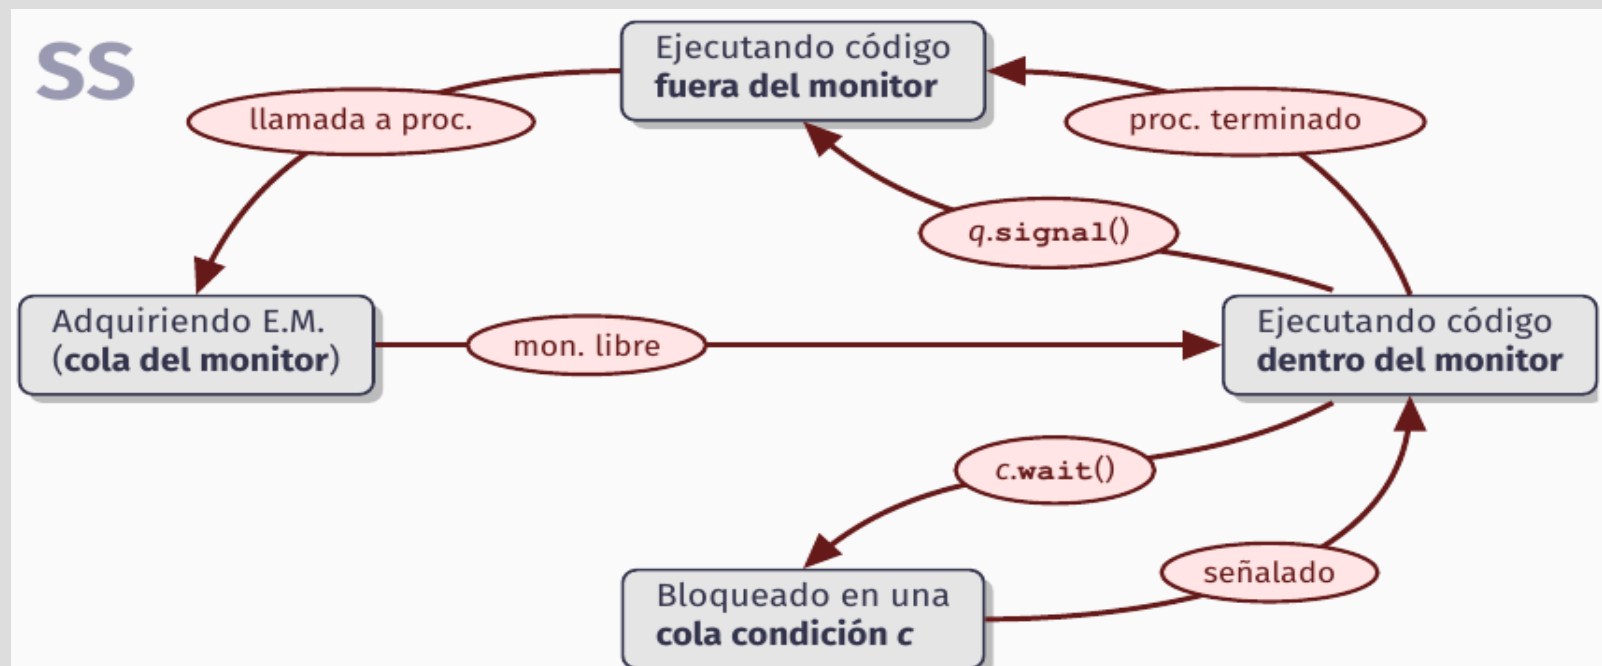 SS
Ejecutando código
fuera del monitor
llamada a proc.
proc. terminado
q.signal()
Adquiriendo E.M.
(cola del monitor)
mon. libre
Ejecutando código
dentro del monitor
c.wait()
señalado
Bloqueado en una
cola condición c